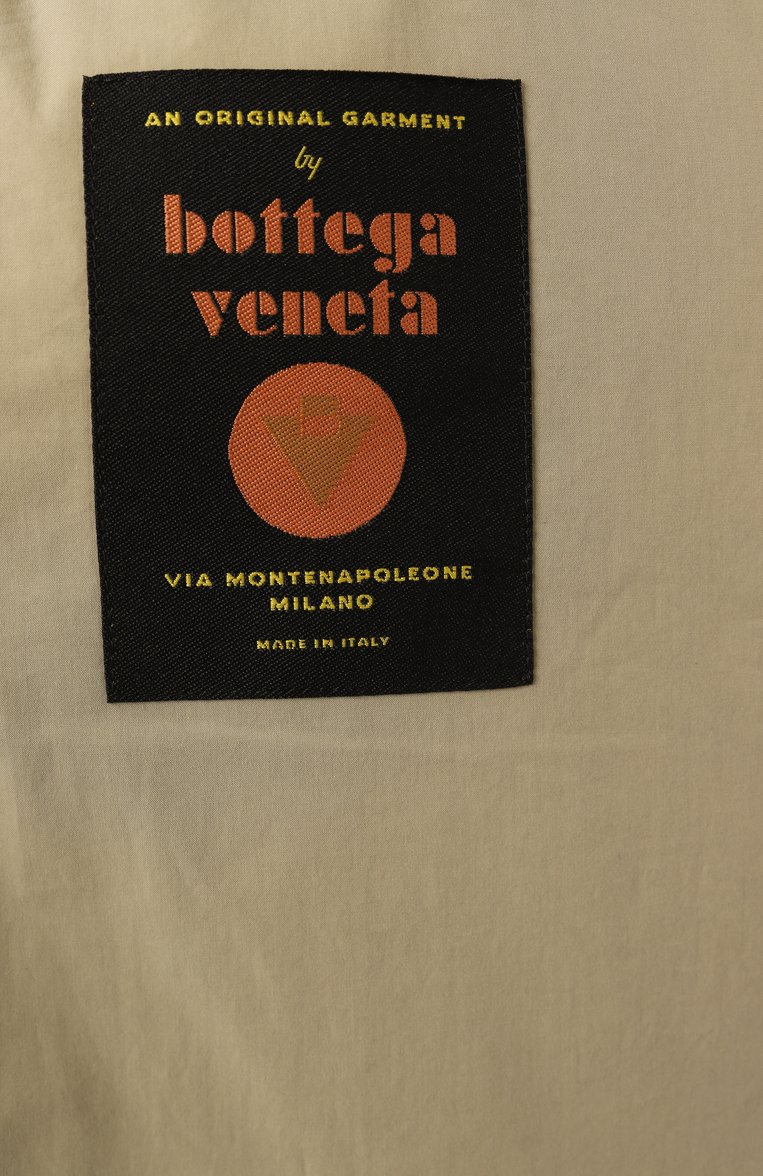 AN ORIGINAL GARMENT
by
bottega
veneta
VIA MONTENAPOLEONE
MILANO
MADE IN ITALY